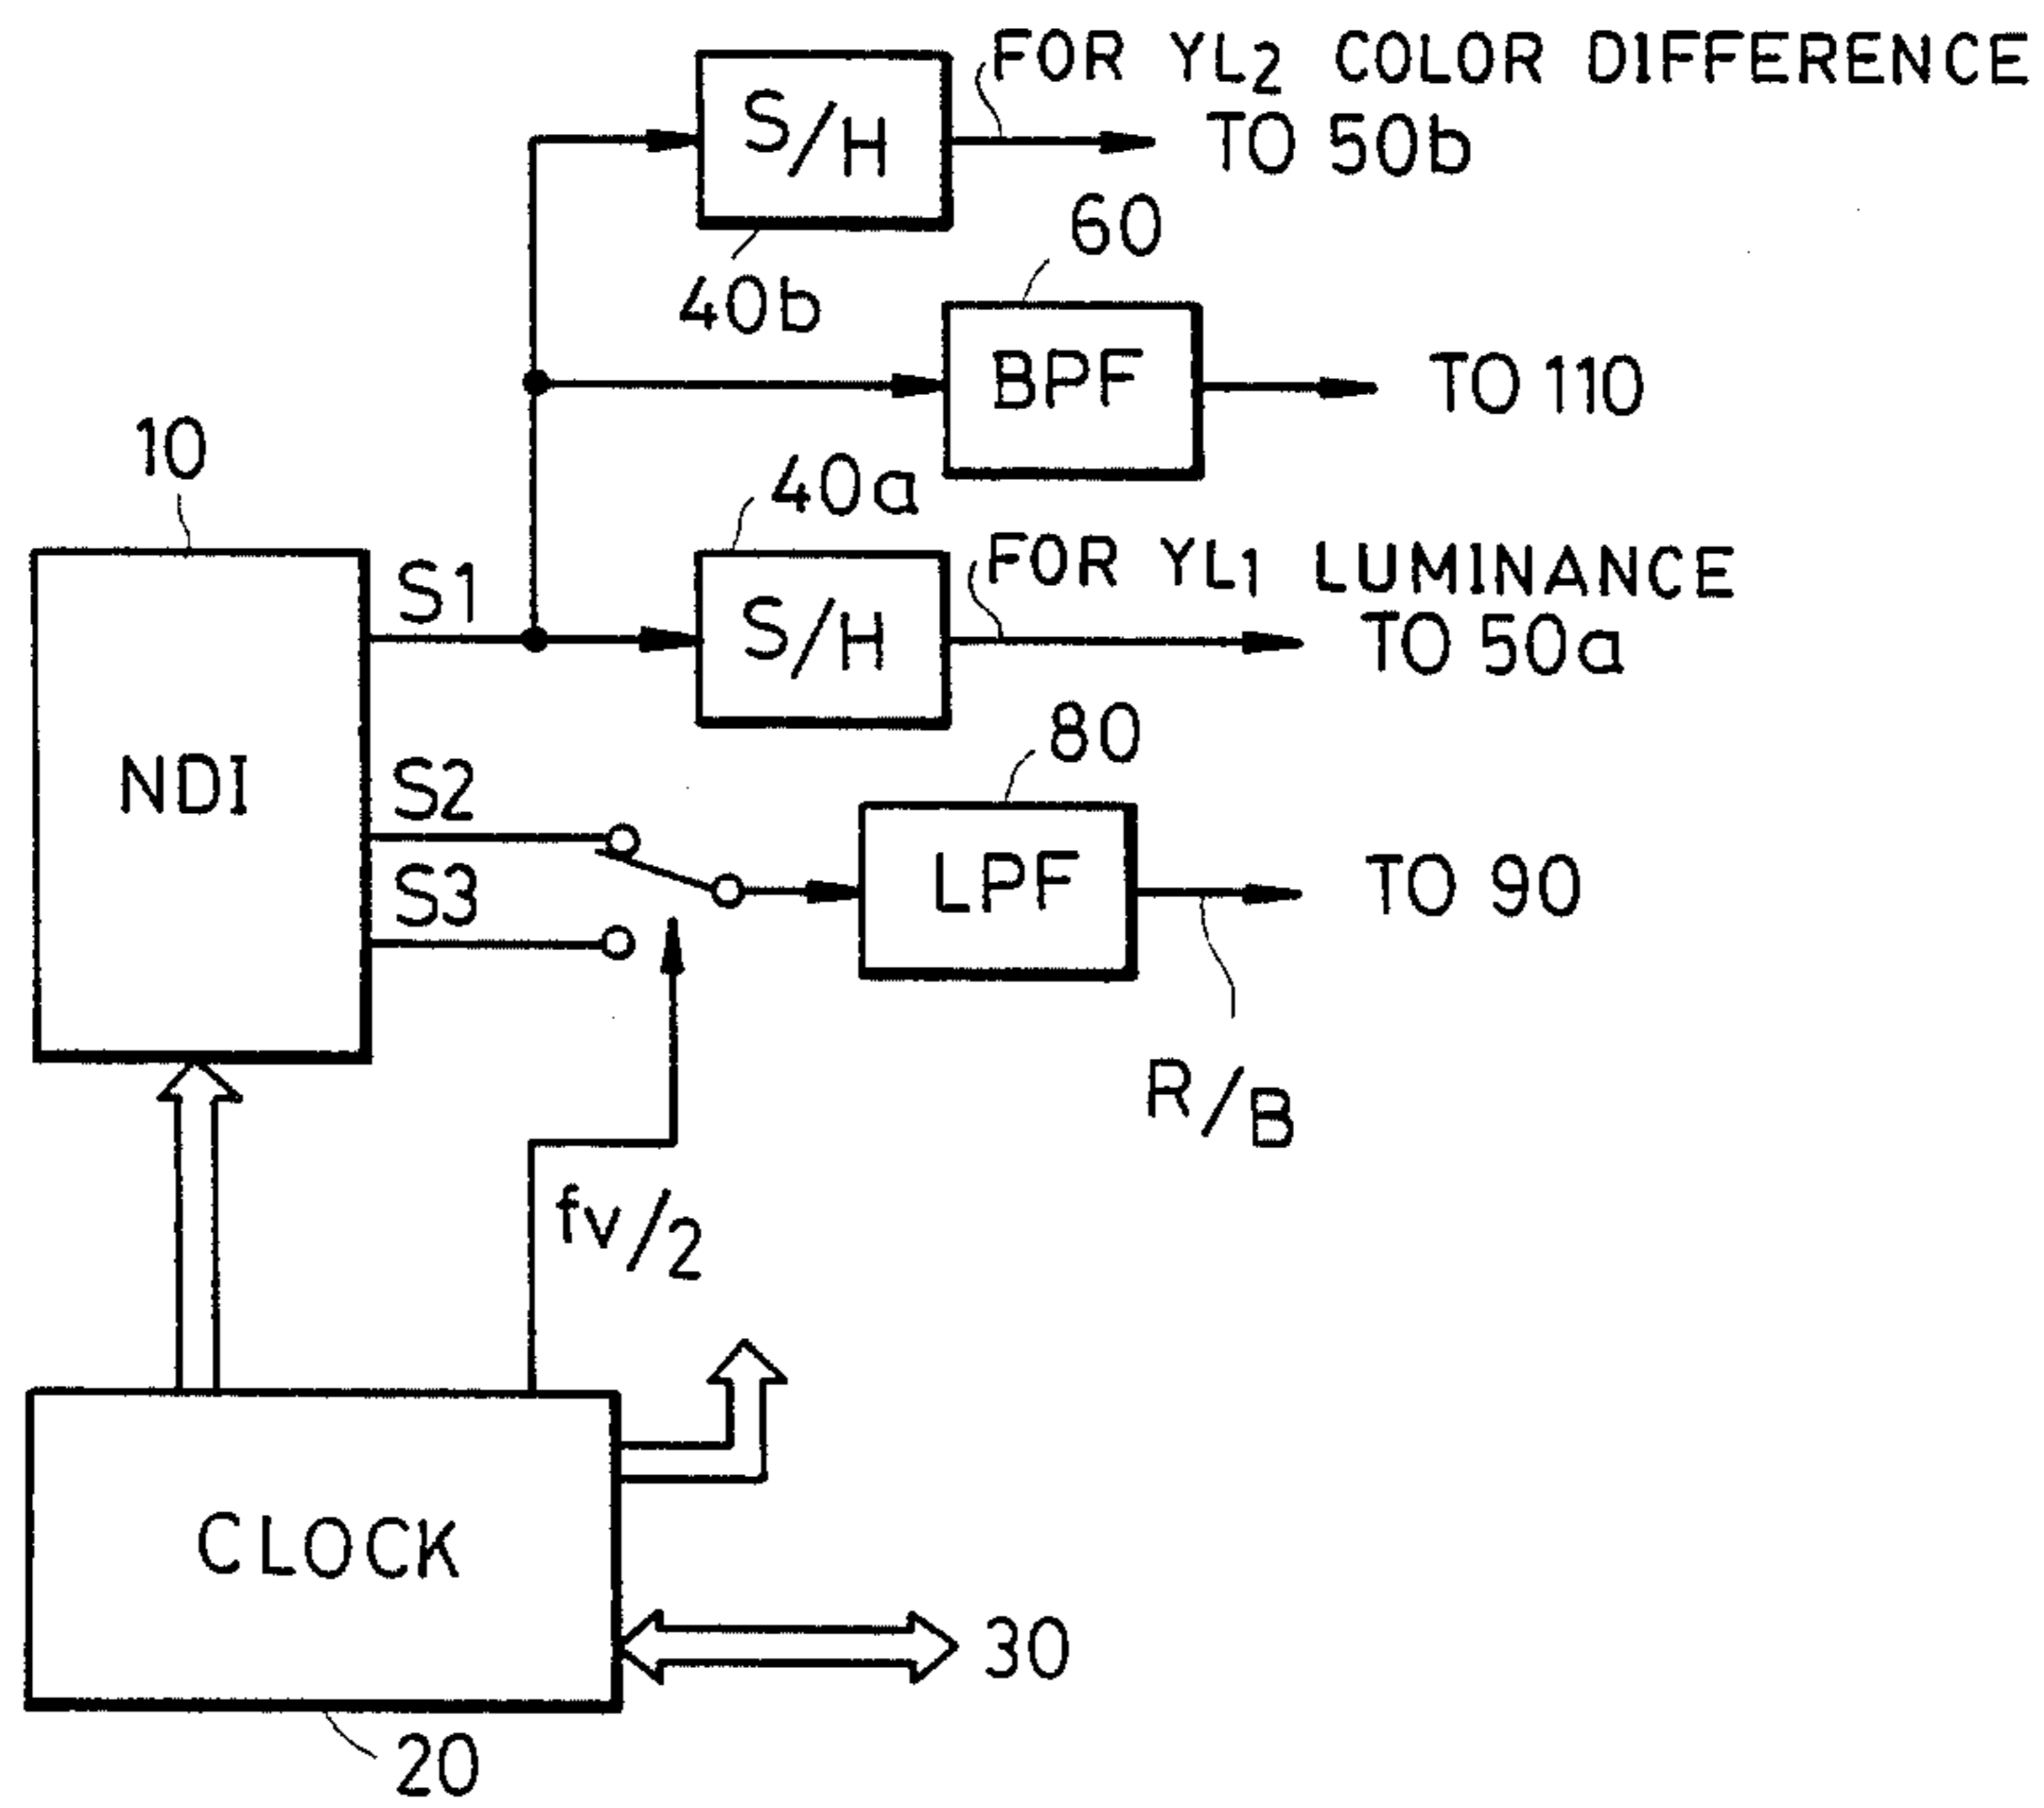 FOR YL2 COLOR DIFFERENCE
S/H
TO 50b
60
40b
BPF
TO 110
10
40a
FOR YL1 LUMINANCE
S1
S/H
TO 50a
80
NDI
S2
LPF
TO 90
S3
R/B
fv/2
CLOCK
30
20